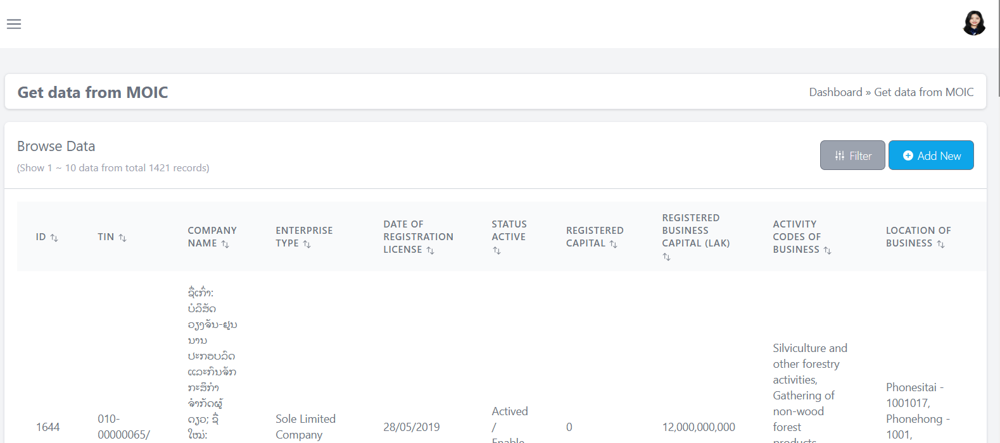 Get data from MOIC
Dashboard » Get data from MOIC
Browse Data
(Show 1 ~ 10 data from total 1421 records)
Filter
Add New
ID
TIN
COMPANY
NAME
ENTERPRISE
TYPE
DATE OF
REGISTRATION
LICENSE
STATUS
ACTIVE
REGISTERED
CAPITAL
REGISTERED
BUSINESS
CAPITAL (LAK)
ACTIVITY
CODES OF
BUSINESS
LOCATION OF
BUSINESS
1644
010-
00000065/
ຊື່ເກົ່າ:
ບໍລິສັດ
ວຽງຈັນ-ຢູນ
ນານ
ປະກອບລົດ
ແລະກົນຈັກ
ກະສິກໍາ
ຈໍາກັດຜູ້
ດຽວ; ຊື່
ໃໝ່:
Sole Limited
Company
28/05/2019
Actived
/
Enable
0
12,000,000,000
Silviculture and
other forestry
activities,
Gathering of
non-wood
forest
products
Phonesitai -
1001017,
Phonehong -
1001,